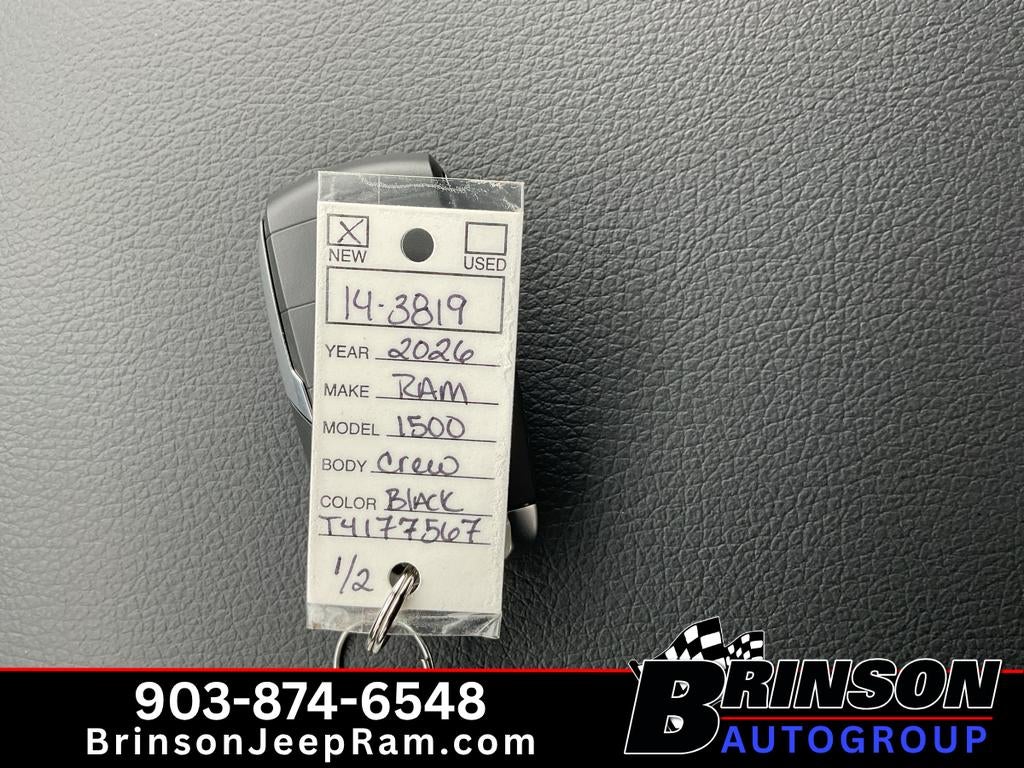 X
NEW
USED
14-3819
YEAR 2026
MAKE RAM
MODEL 1500
BODY Crew
COLOR BLACK
T4177567
1/2
903-874-6548
BrinsonJeepRam.com
BRINSON
AUTOGROUP